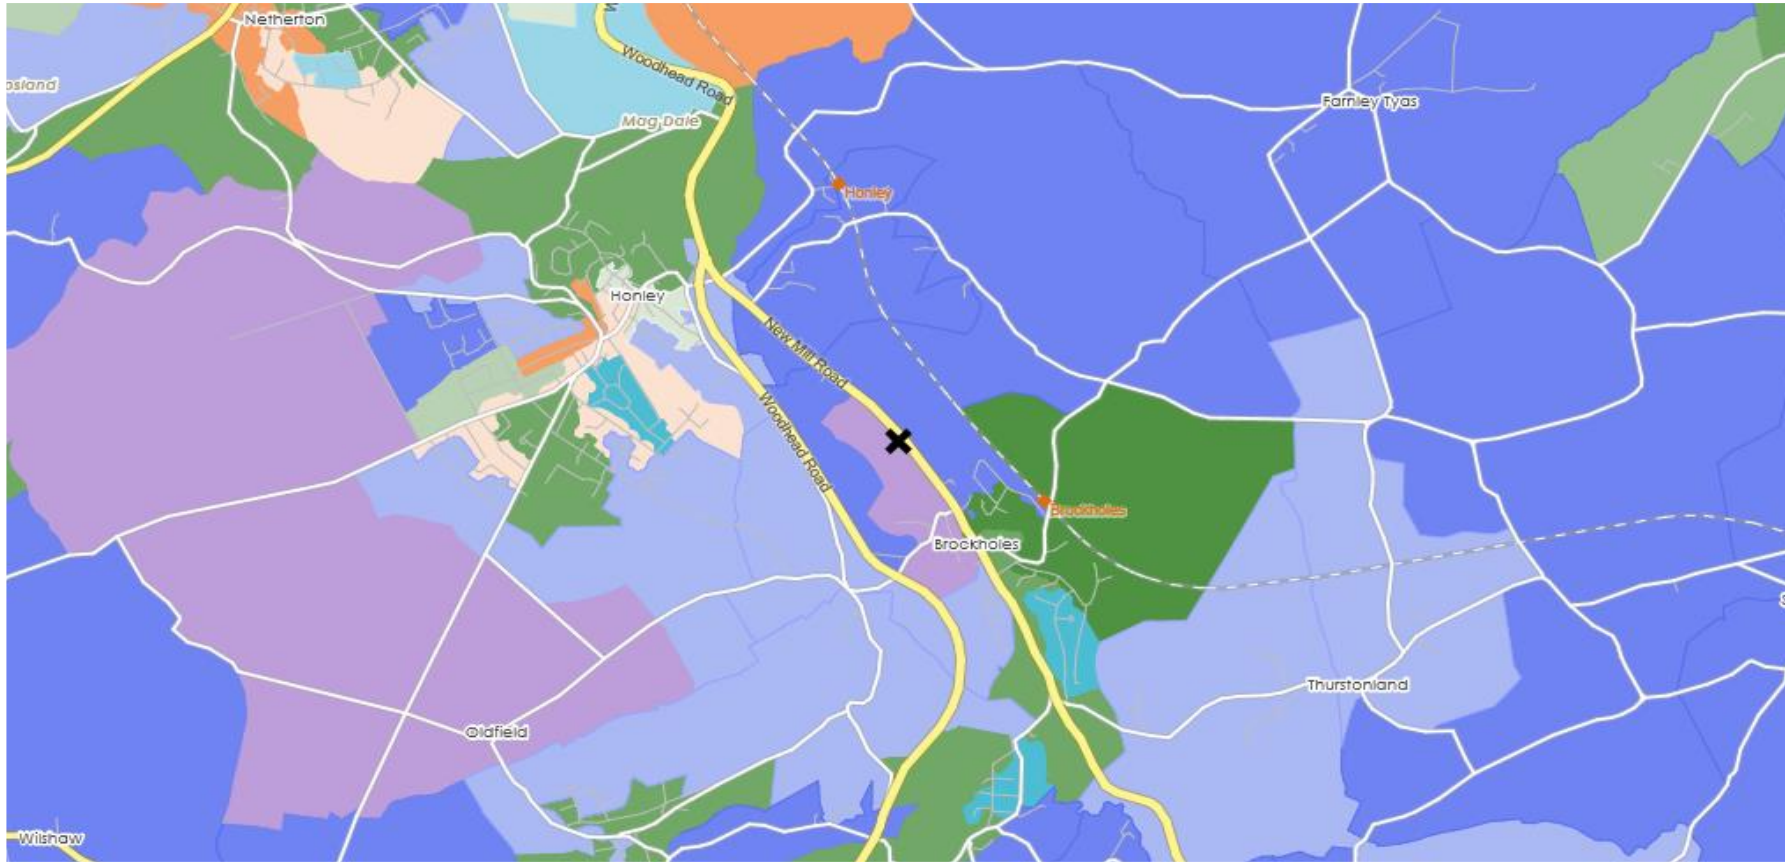 Netherton
W
Woodhead Road
Mag Dale
Farnley Tyas
Honley
Honley
New Mill Road
Woodhead Road
Brockholes
Brockholes
Thurstonland
Oldfield
Wilshaw